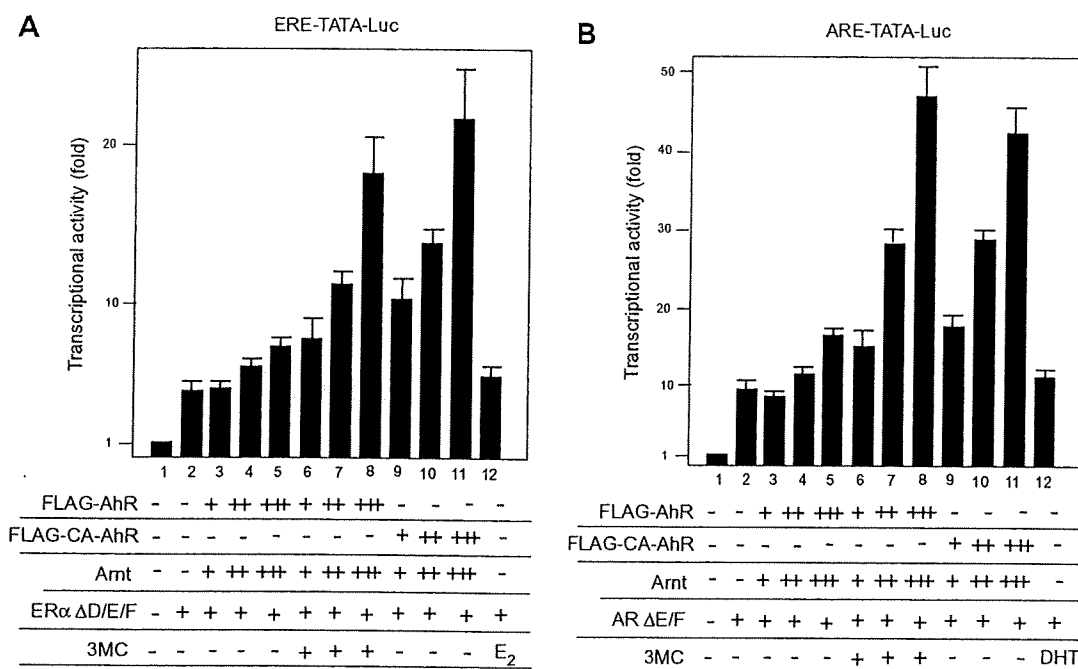 A
ERE-TATA-Luc
Transcriptional activity (fold)
20
10
1
1 2 3 4 5 6 7 8 9 10 11 12
FLAG-AhR - - + ++ +++ + ++ +++ - - - -
FLAG-CA-AhR - - - - - - - - + ++ +++ -
Arnt - - + ++ +++ + ++ +++ + ++ +++ -
ERα ΔD/E/F - + + + + + + + + + + +
3MC - - - - - + + + - - - E₂
B
ARE-TATA-Luc
Transcriptional activity (fold)
50
40
30
20
10
1
1 2 3 4 5 6 7 8 9 10 11 12
FLAG-AhR - - + ++ +++ + ++ +++ - - - -
FLAG-CA-AhR - - - - - - - - + ++ +++ -
Arnt - - + ++ +++ + ++ +++ + ++ +++ -
AR ΔE/F - + + + + + + + + + + +
3MC - - - - - + + + - - - DHT